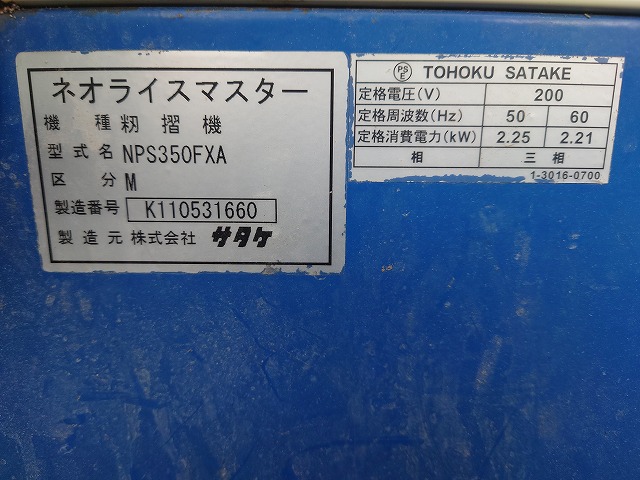 ネオライスマスター
機 種 籾 摺 機
型 式 名 NPS350FXA
区 分 M
製造番号 K110531660
製 造 元 株式会社 サタケ
PS E TOHOKU SATAKE
定格電圧(V) 200
定格周波数(Hz) 50 60
定格消費電力(kW) 2.25 2.21
相 三 相
1-3016-0700